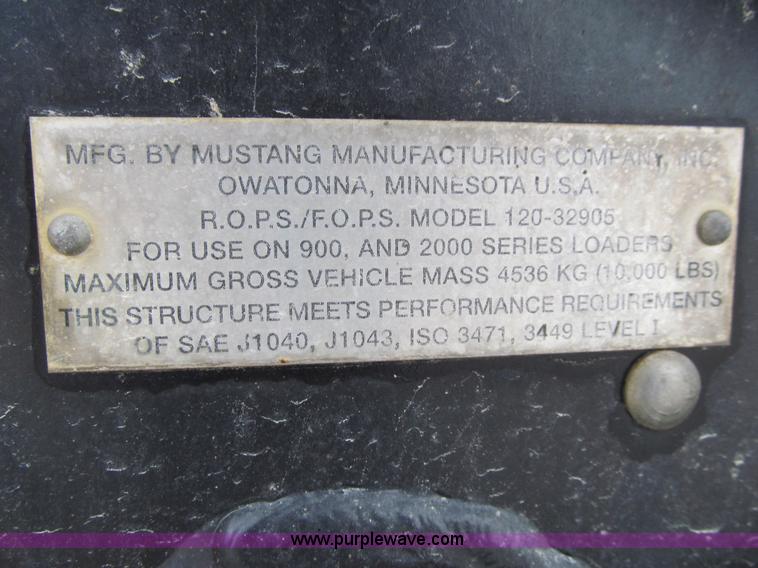 MFG. BY MUSTANG MANUFACTURING COMPANY, INC.
OWATONNA, MINNESOTA U.S.A.
R.O.P.S./F.O.P.S. MODEL 120-32905
FOR USE ON 900, AND 2000 SERIES LOADERS
MAXIMUM GROSS VEHICLE MASS 4536 KG (10,000 LBS)
THIS STRUCTURE MEETS PERFORMANCE REQUIREMENTS
OF SAE J1040, J1043, ISO 3471, 3449 LEVEL I
www.purplewave.com